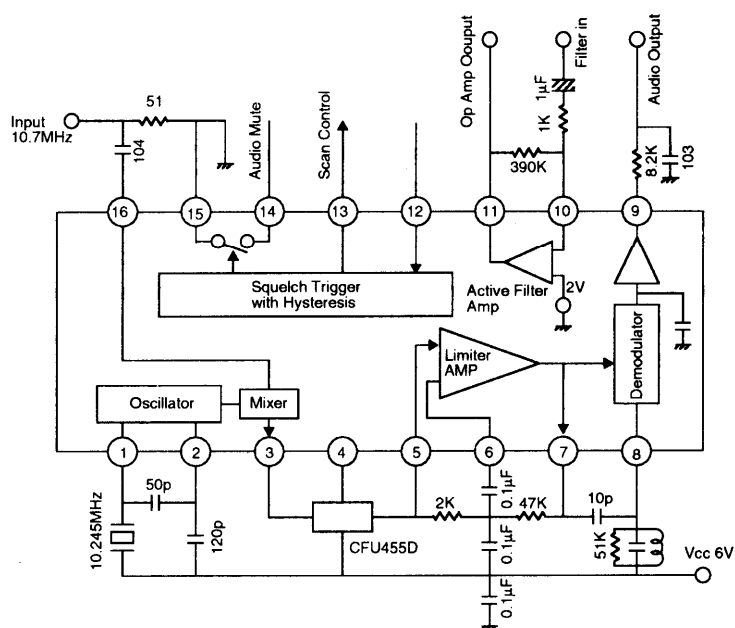 Op Amp Ooutput
Filter in
Audio Output
1μF
1K
390K
8.2K
103
Input
10.7MHz
51
104
Audio Mute
Scan Control
16
15
14
13
12
11
10
9
Squelch Trigger
with Hysteresis
Active Filter
Amp
2V
Limiter
AMP
Demodulator
Oscillator
Mixer
1
2
3
4
5
6
7
8
10.245MHz
50p
120p
CFU455D
2K
0.1μF
47K
0.1μF
0.1μF
10p
51K
Vcc 6V